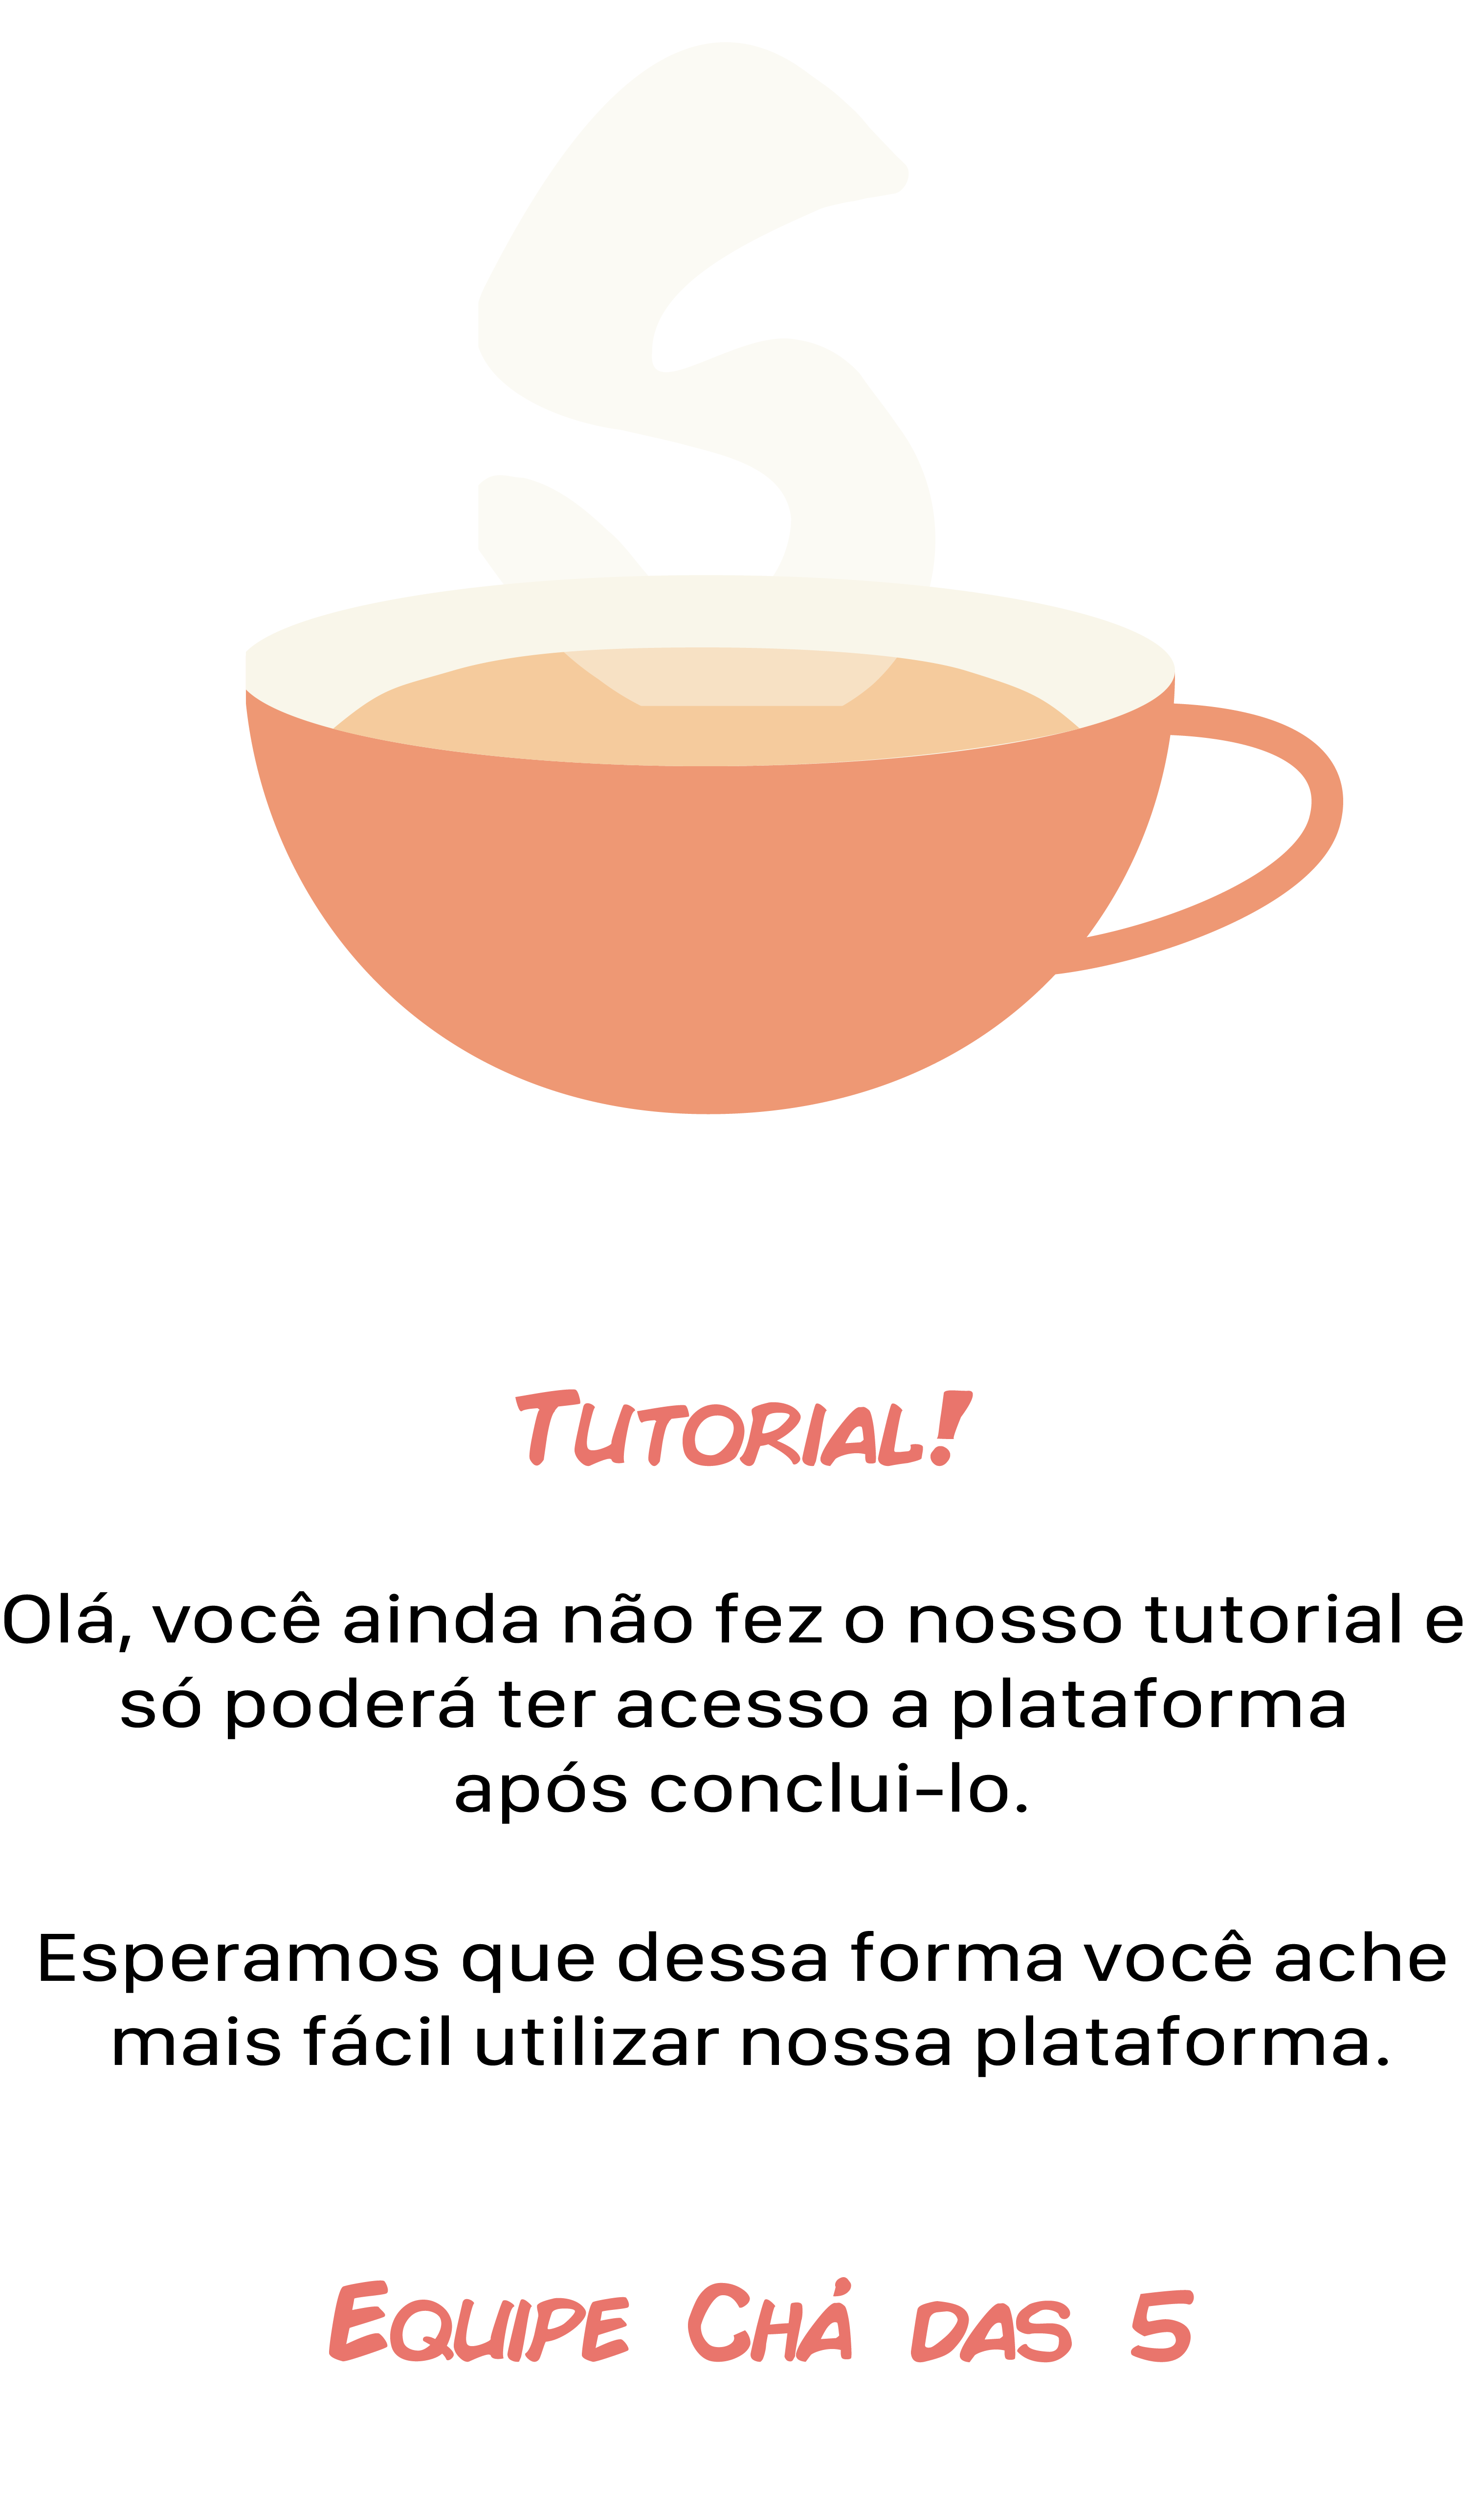 Tutorial!
Olá, você ainda não fez o nosso tutorial e
só poderá ter acesso a plataforma
após conclui-lo.
Esperamos que dessa forma você ache
mais fácil utilizar nossa plataforma.
Equipe Chá das 5